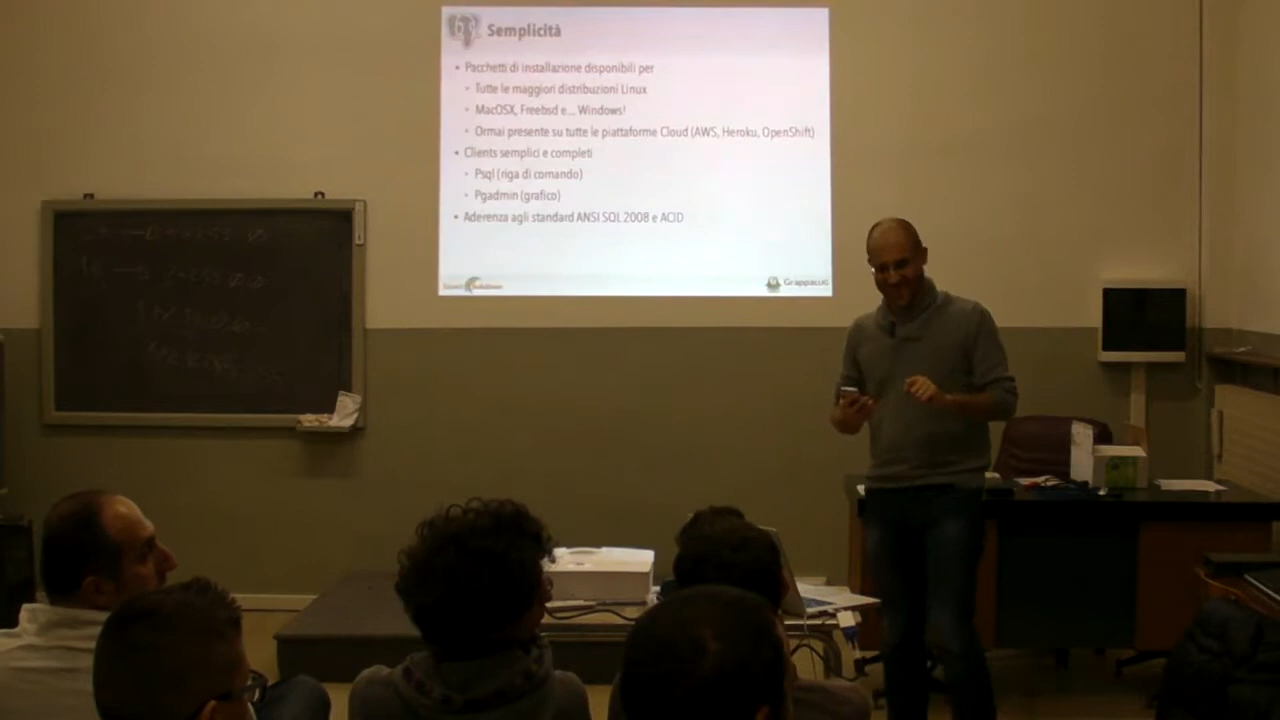 Semplicità
• Pacchetti di installazione disponibili per
• Tutte le maggiori distribuzioni Linux
• MacOSX, Freebsd e... Windows!
• Ormai presente su tutte le piattaforme Cloud (AWS, Heroku, OpenShift)
• Clients semplici e completi
• Psql (riga di comando)
• Pgadmin (grafico)
• Aderenza agli standard ANSI SQL 2008 e ACID